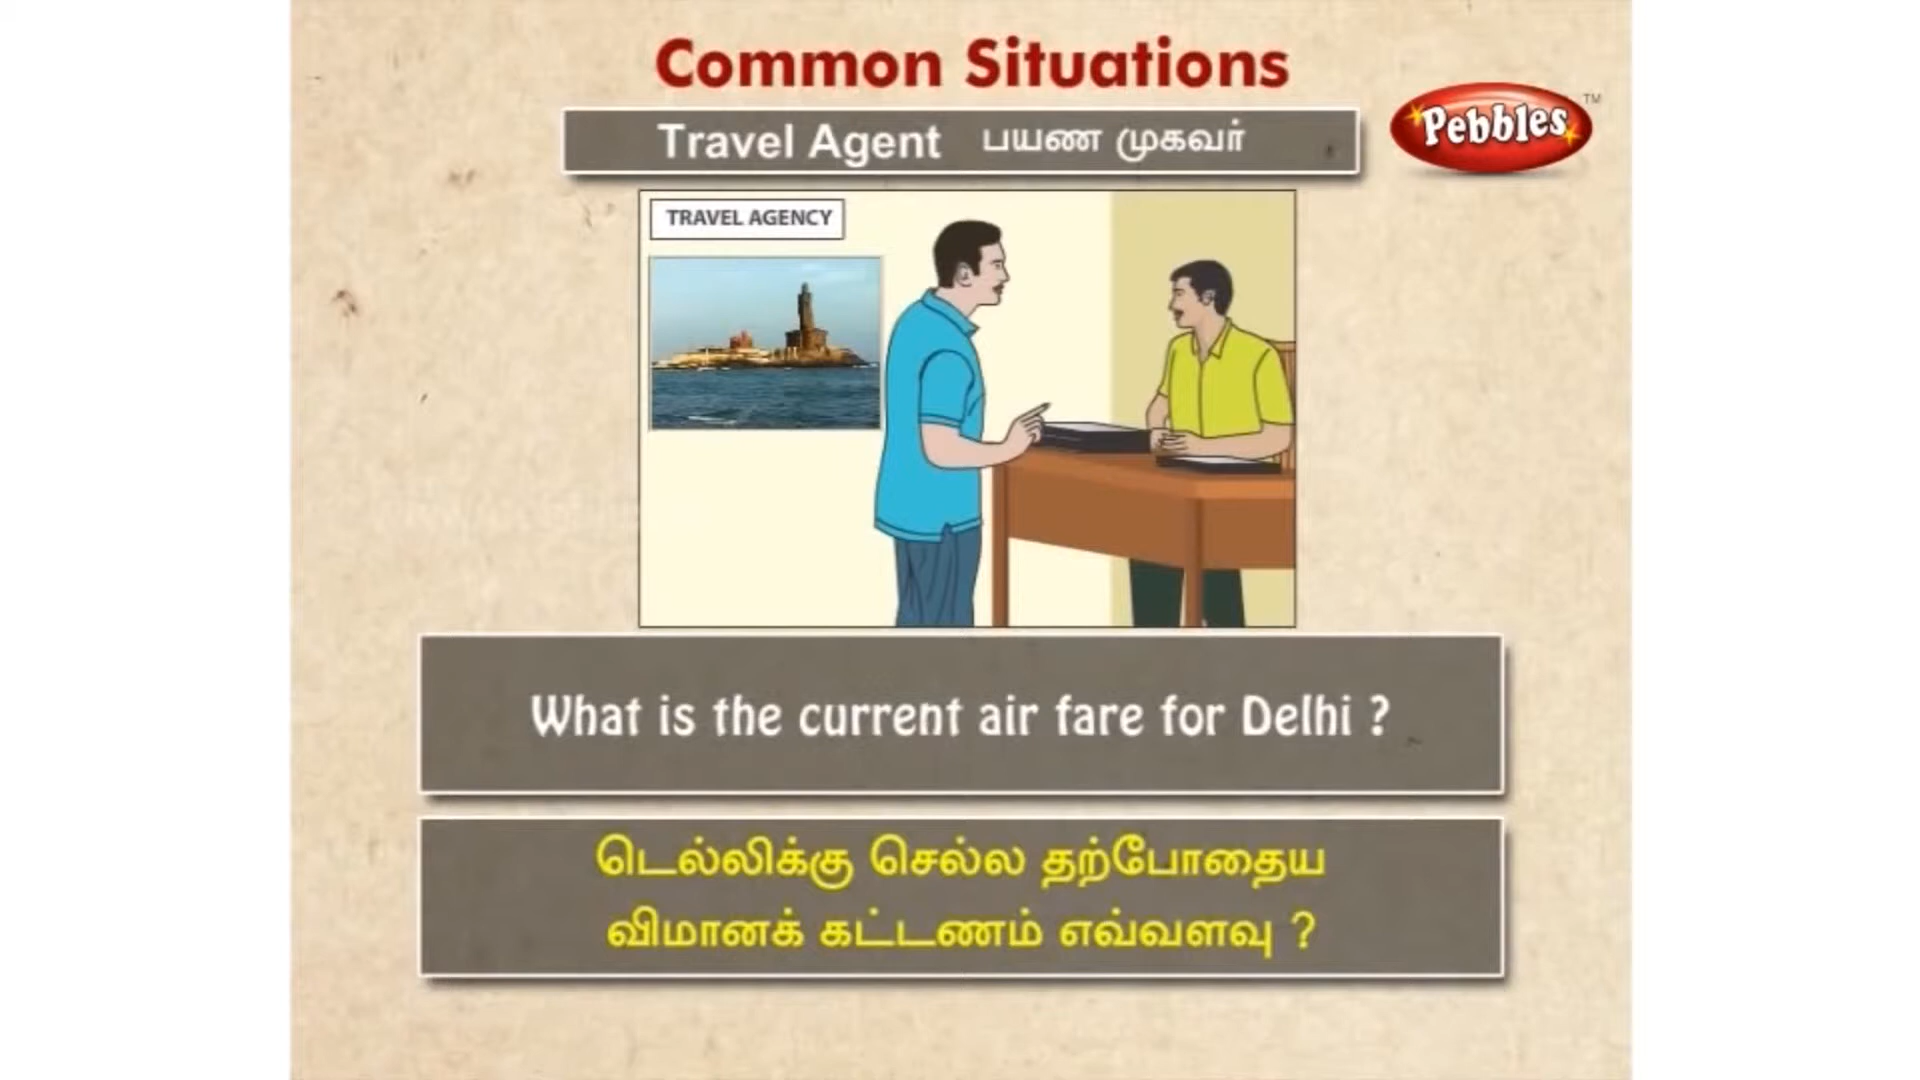 Common Situations
Travel Agent பயண முகவர்
Pebbles TM
TRAVEL AGENCY
What is the current air fare for Delhi ?
டெல்லிக்கு செல்ல தற்போதைய
விமானக் கட்டணம் எவ்வளவு ?